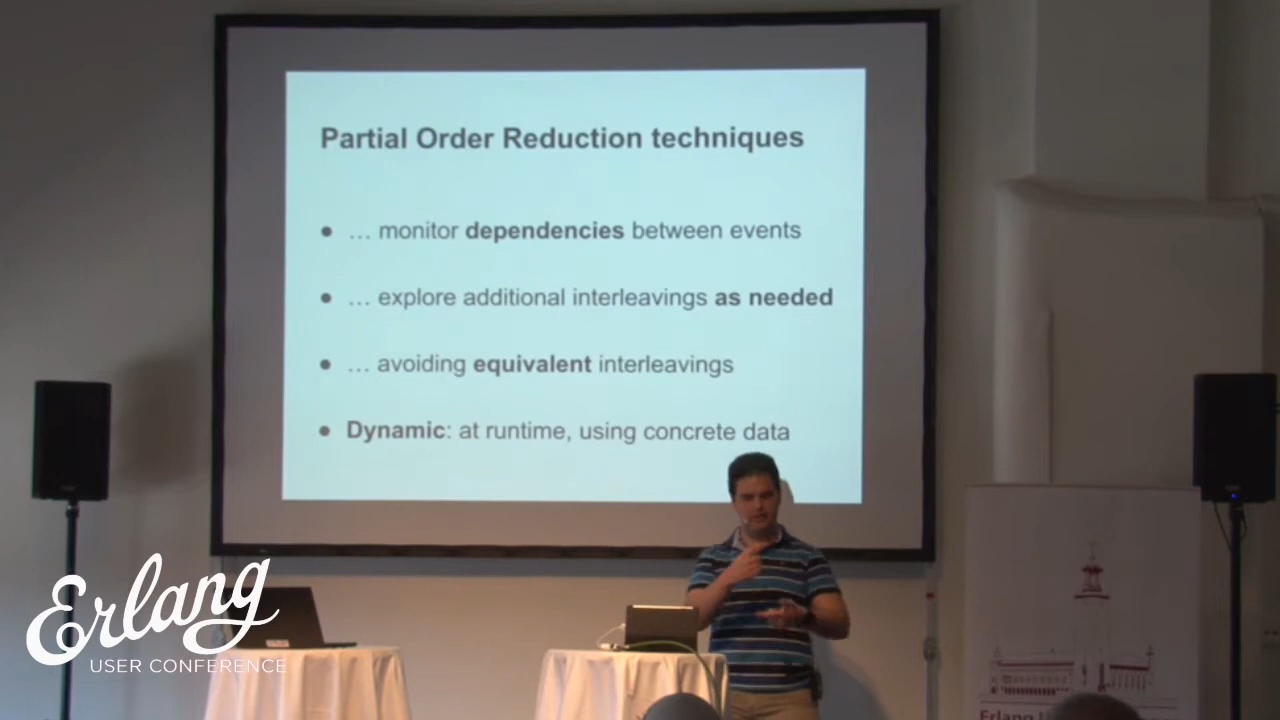 Partial Order Reduction techniques
● … monitor dependencies between events
● … explore additional interleavings as needed
● … avoiding equivalent interleavings
● Dynamic: at runtime, using concrete data
Erlang
USER CONFERENCE
Erlang